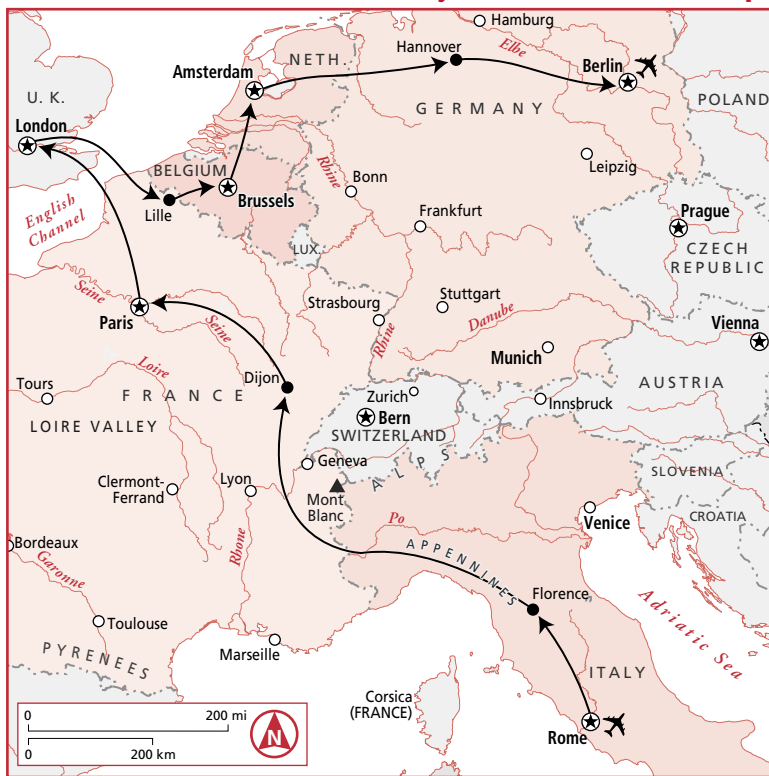 Hamburg
Hannover
Elbe
NETH.
Amsterdam
Berlin
U. K.
GERMANY
POLAND
London
Leipzig
BELGIUM
Rhine
Bonn
English
Channel
Lille
Brussels
Frankfurt
Prague
LUX.
CZECH
REPUBLIC
Seine
Strasbourg
Stuttgart
Danube
Paris
Seine
Rhine
Vienna
Munich
Loire
Dijon
Zurich
AUSTRIA
Tours
FRANCE
Innsbruck
Bern
LOIRE VALLEY
SWITZERLAND
Geneva
ALPS
SLOVENIA
Clermont-
Ferrand
Lyon
Mont
Blanc
CROATIA
Po
Venice
Bordeaux
Rhone
APPENNINES
Garonne
Florence
Adriatic Sea
Toulouse
Marseille
PYRENEES
ITALY
Corsica
(FRANCE)
0
200 mi
N
0
200 km
Rome